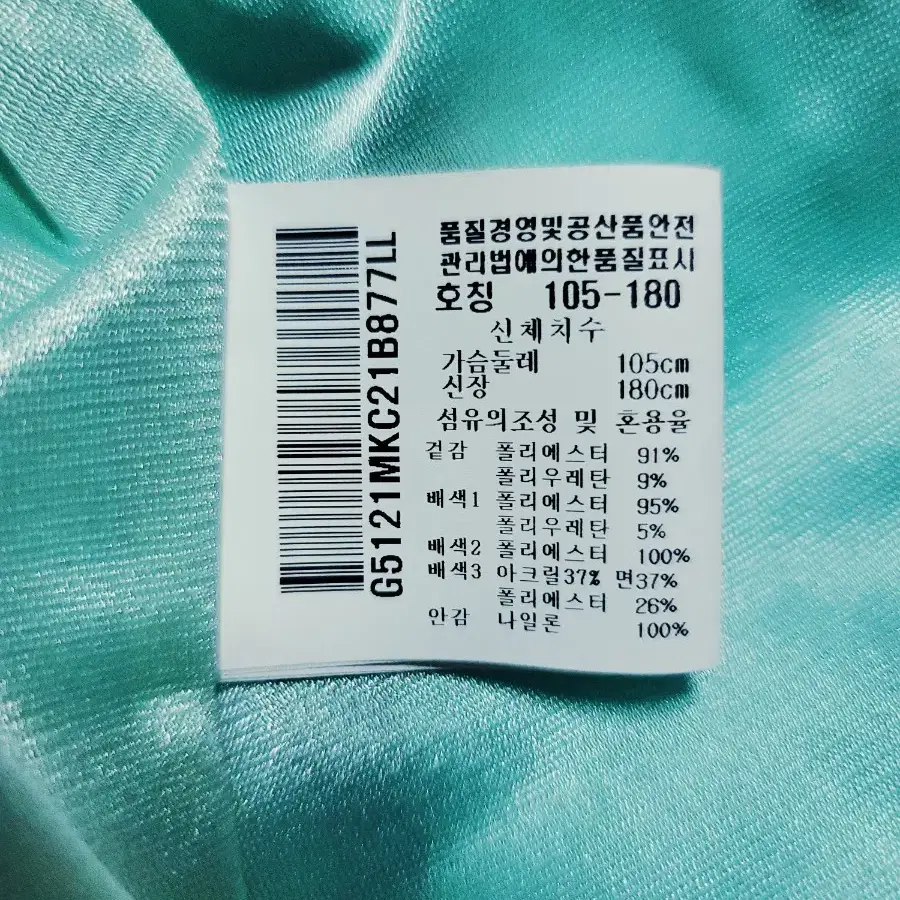 G5121MKC21B877LL
품질경영및공산품안전
관리법에의한품질표시
호칭 105-180
신체치수
가슴둘레 105cm
신장 180cm
섬유의조성 및 혼용율
겉감 폴리에스터 91%
폴리우레탄 9%
배색1 폴리에스터 95%
폴리우레탄 5%
배색2 폴리에스터 100%
배색3 아크릴37% 면37%
폴리에스터 26%
안감 나일론 100%